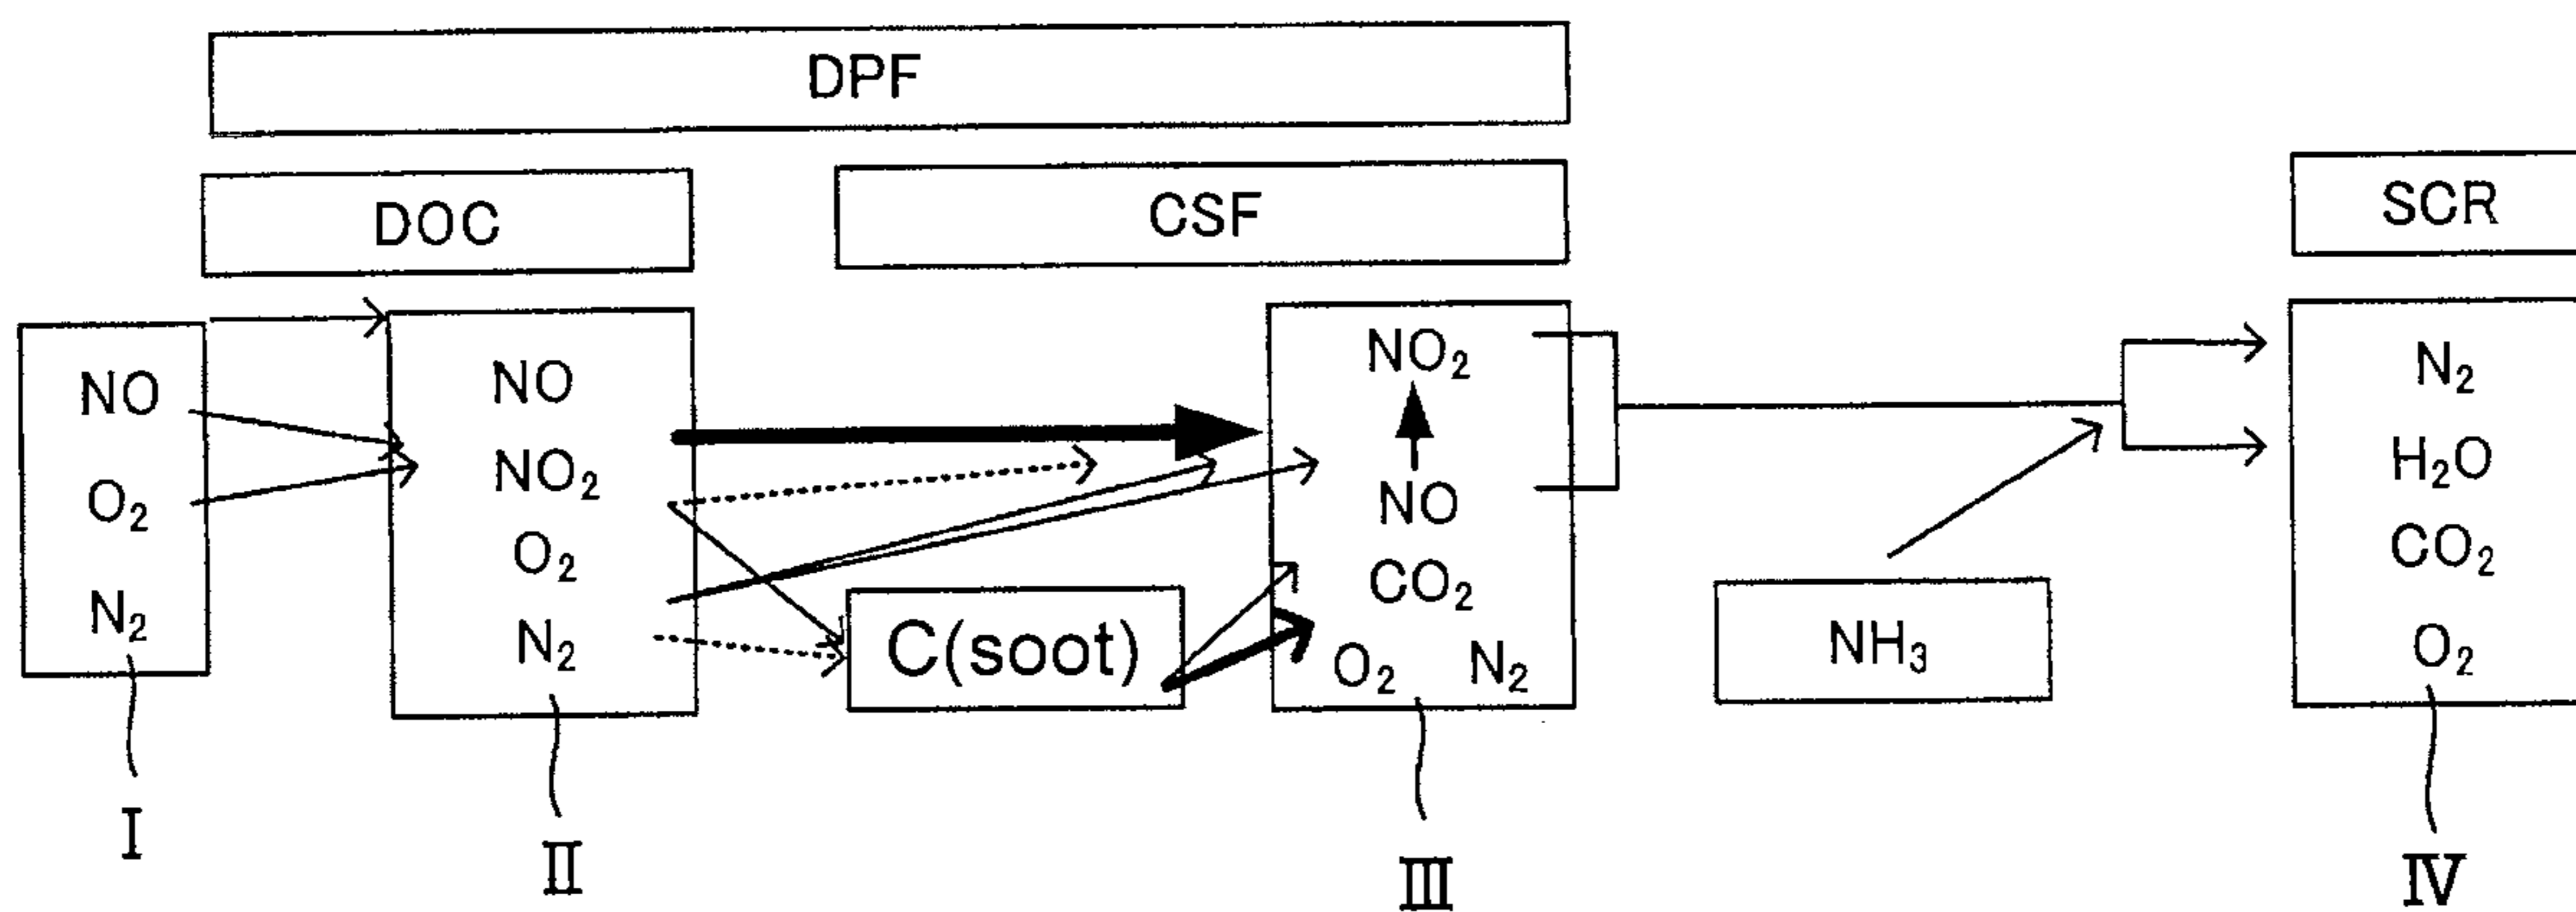 DPF
DOC
CSF
SCR
NO
O₂
N₂
I
NO
NO₂
O₂
N₂
II
C(soot)
NO₂
NO
CO₂
O₂ N₂
III
NH₃
N₂
H₂O
CO₂
O₂
IV